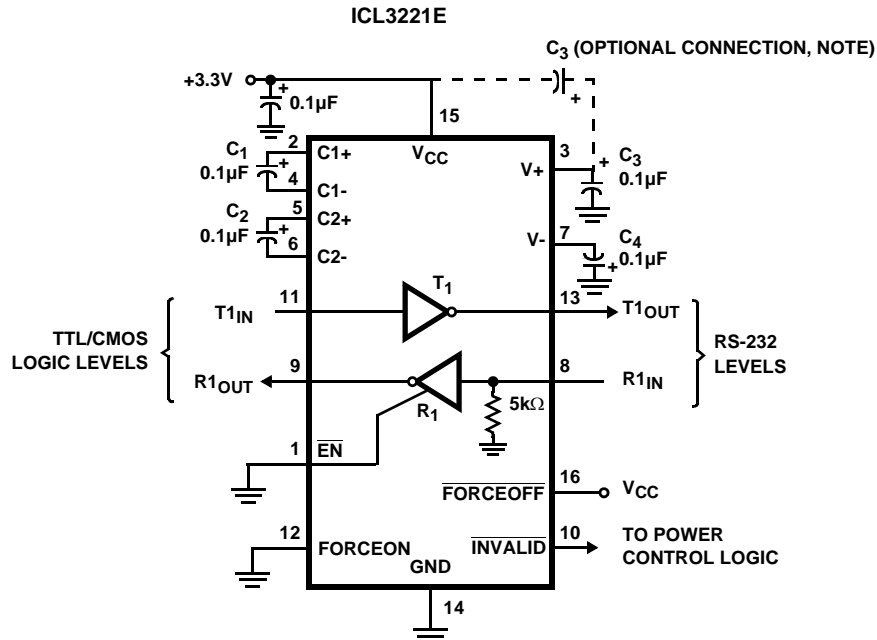 ICL3221E
C3 (OPTIONAL CONNECTION, NOTE)
+3.3V
+
0.1µF
+
15
2
C1+
VCC
3
+
C3
0.1µF
C1
0.1µF
+
V+
4
C1-
5
C2+
C2
0.1µF
+
V-
7
C4
0.1µF
+
6
C2-
T1
11
13
T1IN
T1OUT
TTL/CMOS
LOGIC LEVELS
RS-232
LEVELS
9
8
R1OUT
R1IN
R1
5kΩ
1
EN
16
FORCEOFF
VCC
12
FORCEON
10
INVALID
TO POWER
CONTROL LOGIC
GND
14